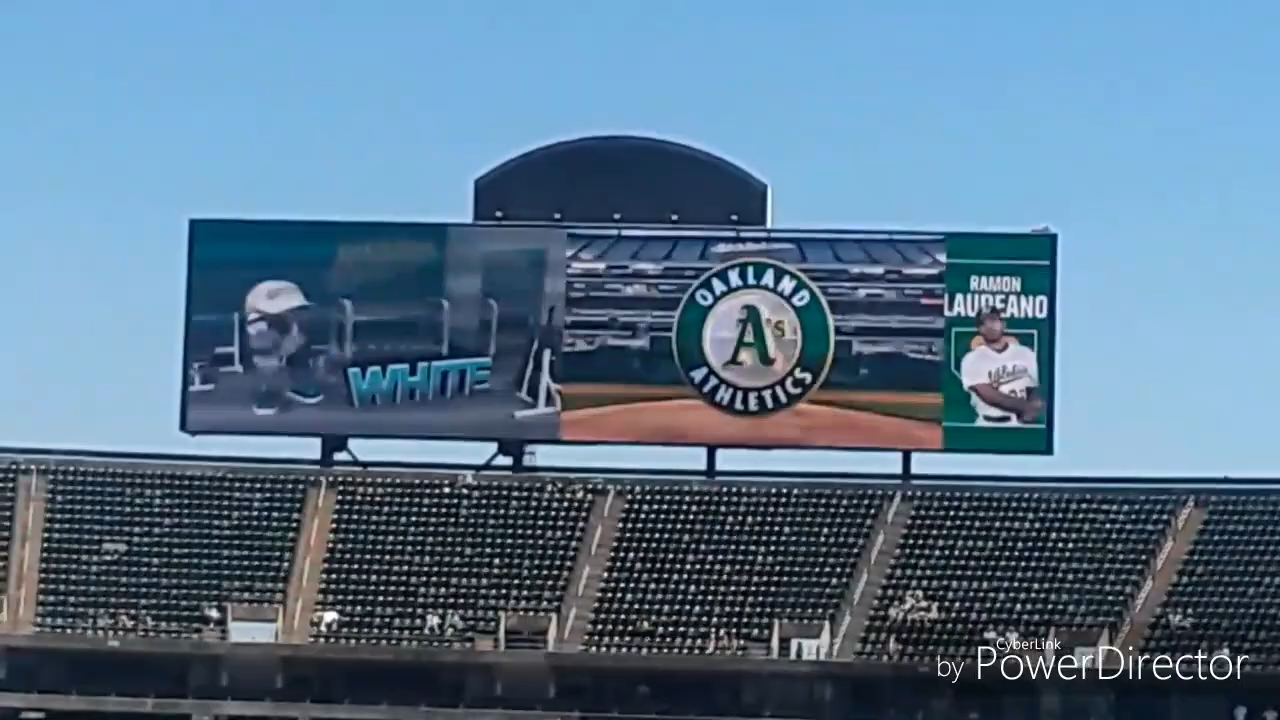 WHITE
OAKLAND
A's
ATHLETICS
RAMON
LAUREANO
Athletics
CyberLink
by PowerDirector